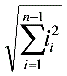 √(∑_{i=1}^{n-1} i_i^2)